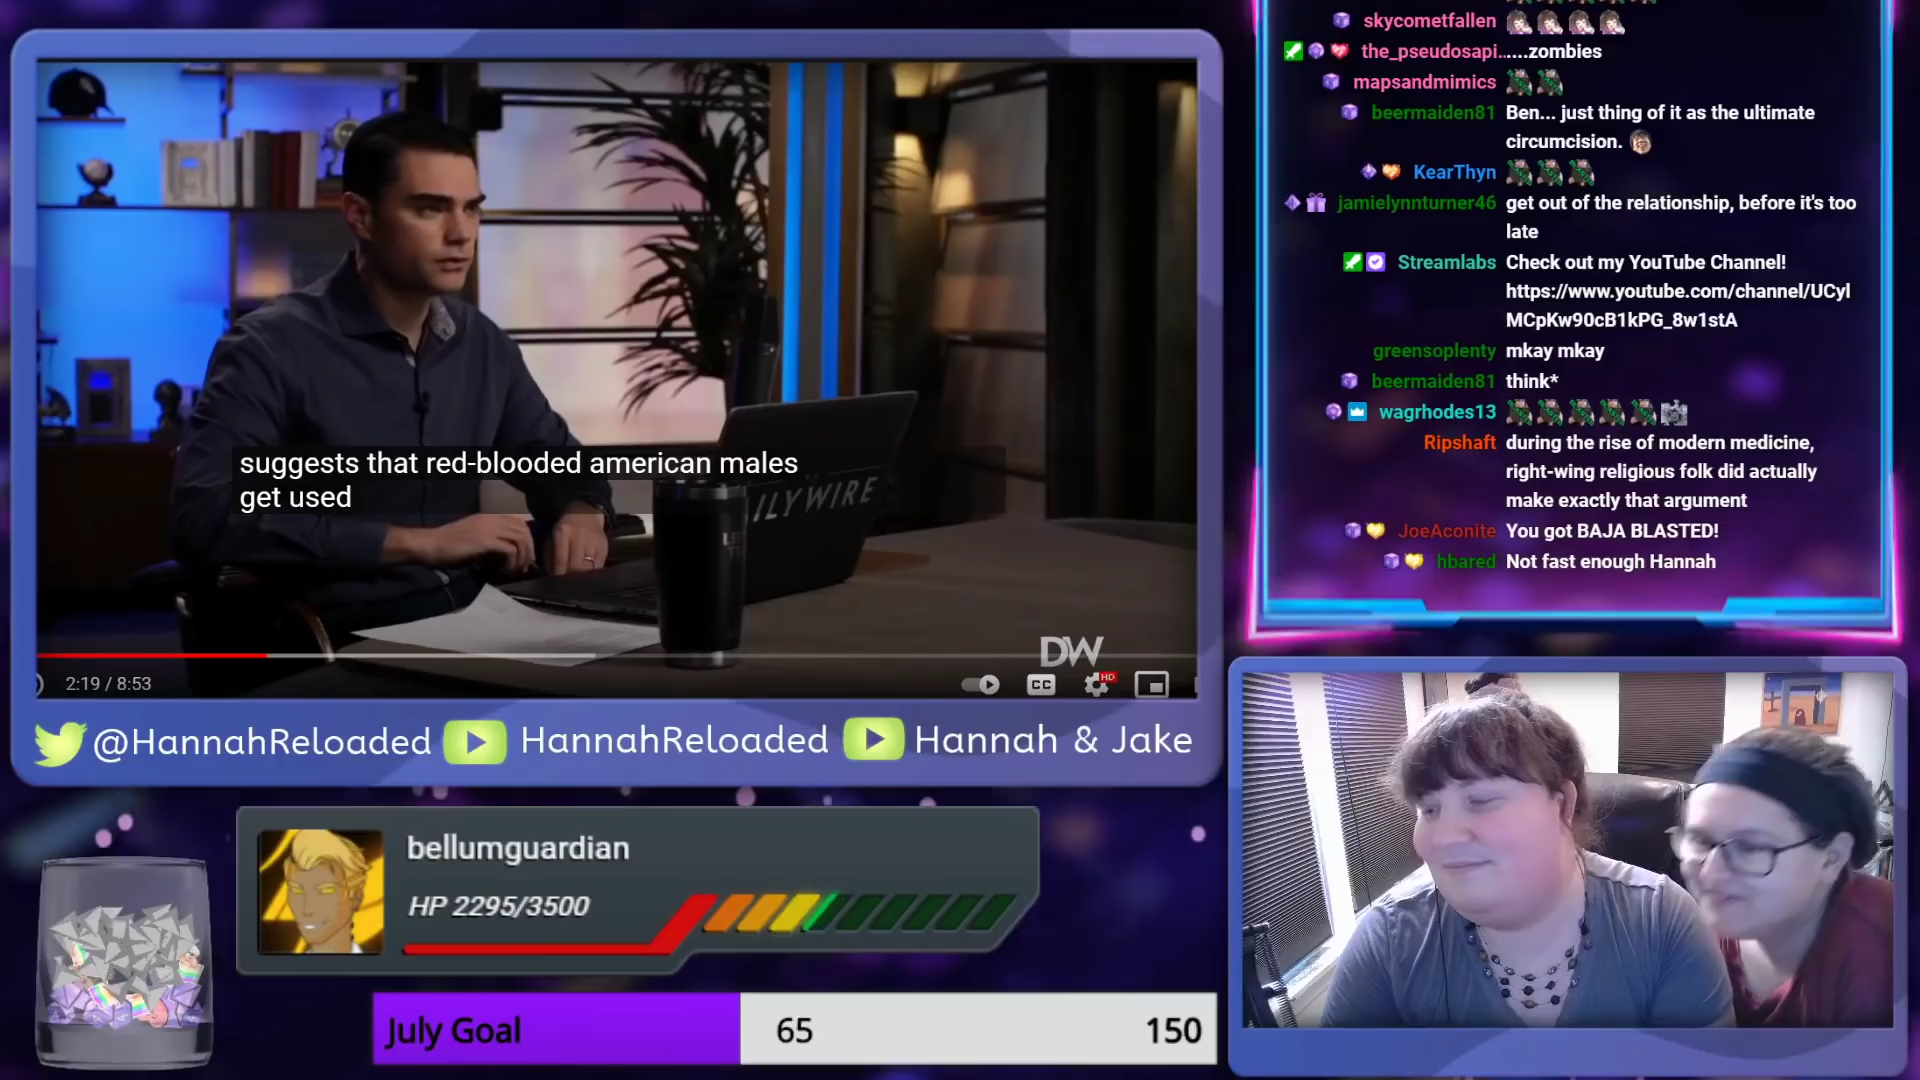 suggests that red-blooded american males
get used
ILYWIRE
DW
2:19 / 8:53
CC
HD
@HannahReloaded
HannahReloaded
Hannah & Jake
bellumguardian
HP 2295/3500
July Goal
65
150
skycometfallen
the_pseudosapi... ...zombies
mapsandmimics
beermaiden81 Ben... just thing of it as the ultimate
circumcision.
KearThyn
jamielynnturner46 get out of the relationship, before it's too
late
Streamlabs Check out my YouTube Channel!
https://www.youtube.com/channel/UCyl
MCpKw90cB1kPG_8w1stA
greensoplenty mkay mkay
beermaiden81 think*
wagrhodes13
Ripshaft during the rise of modern medicine,
right-wing religious folk did actually
make exactly that argument
JoeAconite You got BAJA BLASTED!
hbared Not fast enough Hannah